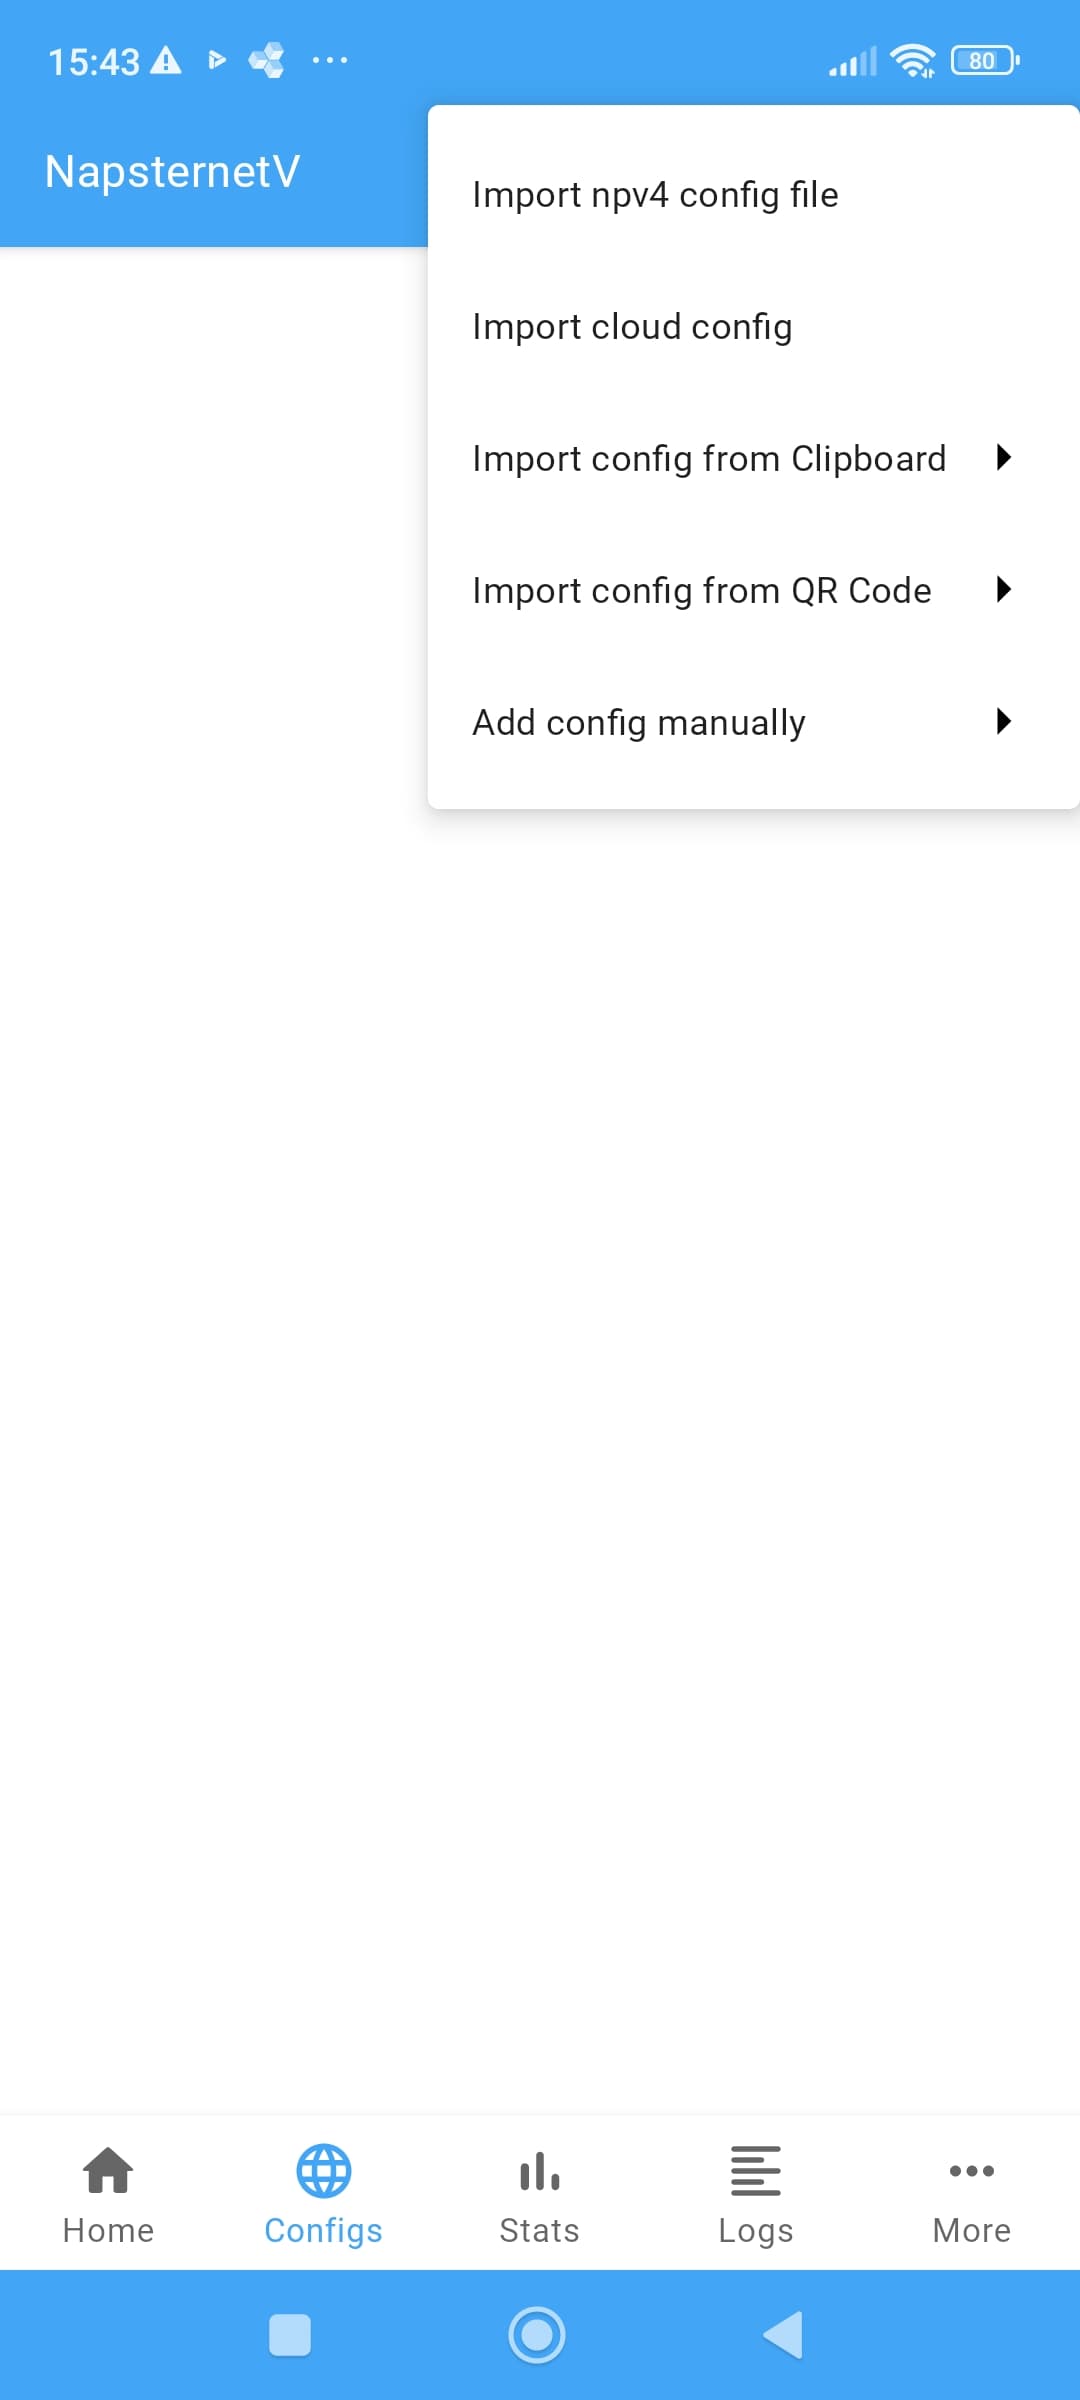 15:43
80
NapsternetV
Import npv4 config file
Import cloud config
Import config from Clipboard
Import config from QR Code
Add config manually
Home
Configs
Stats
Logs
More